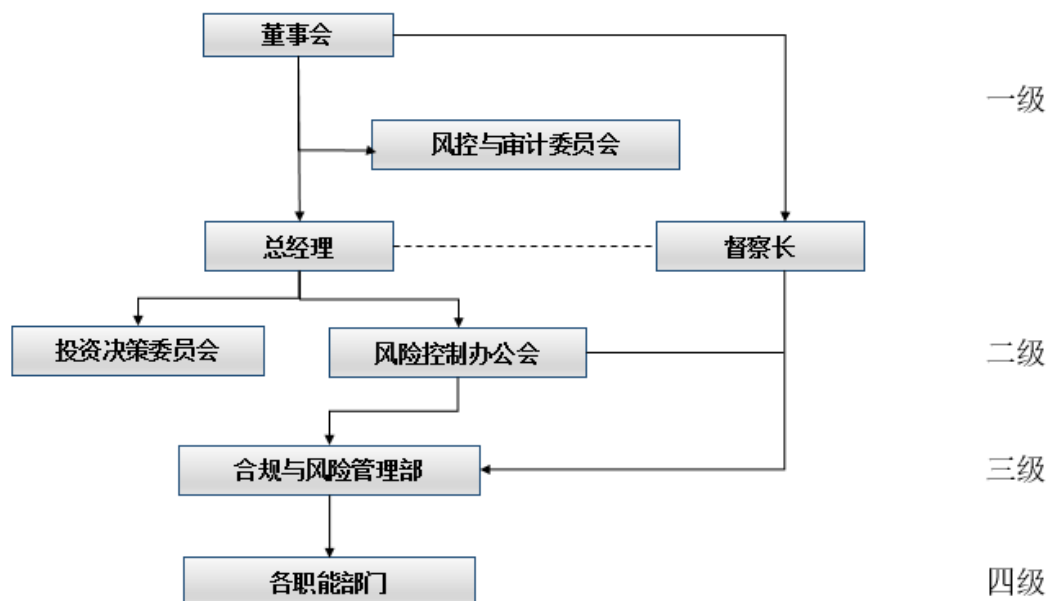 董事会
一级
风控与审计委员会
总经理
督察长
投资决策委员会
风险控制办公会
二级
合规与风险管理部
三级
各职能部门
四级